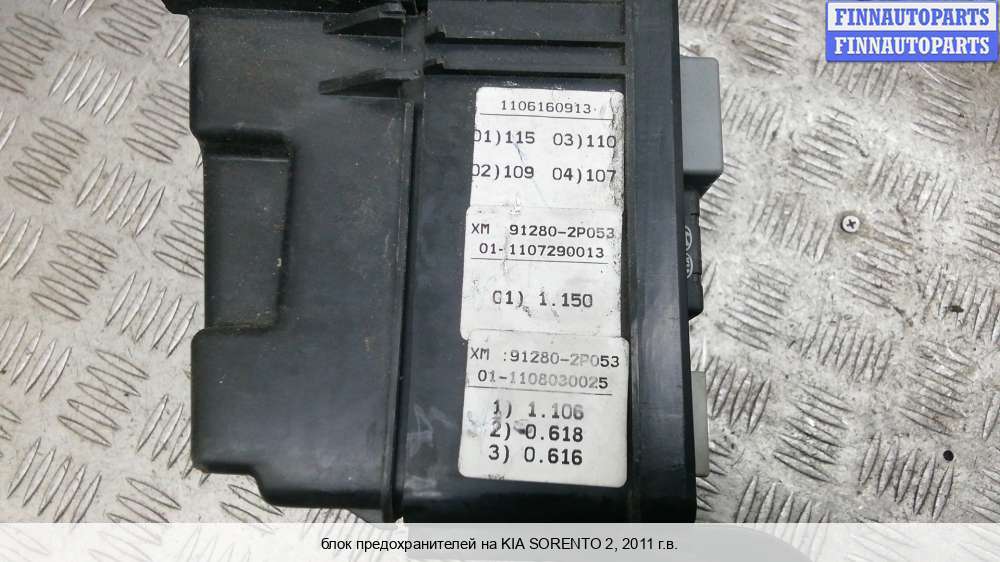 FINNAUTOPARTS
FINNAUTOPARTS
1106160913
01)115 03)110
02)109 04)107
XM 91280-2P053
01-1107290013
01) 1.150
XM :91280-2P053
01-1108030025
1) 1.106
2) 0.618
3) 0.616
блок предохранителей на KIA SORENTO 2, 2011 г.в.